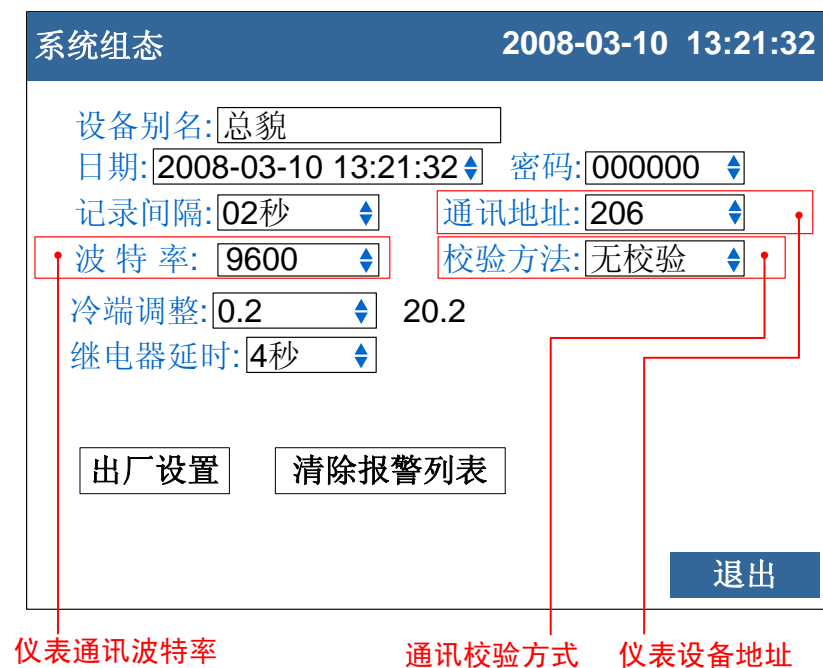 系统组态 2008-03-10 13:21:32
设备别名: 总貌
日期: 2008-03-10 13:21:32 密码: 000000
记录间隔: 02秒 通讯地址: 206
波特率: 9600 校验方法: 无校验
冷端调整: 0.2 20.2
继电器延时: 4秒
出厂设置 清除报警列表
退出
仪表通讯波特率 通讯校验方式 仪表设备地址